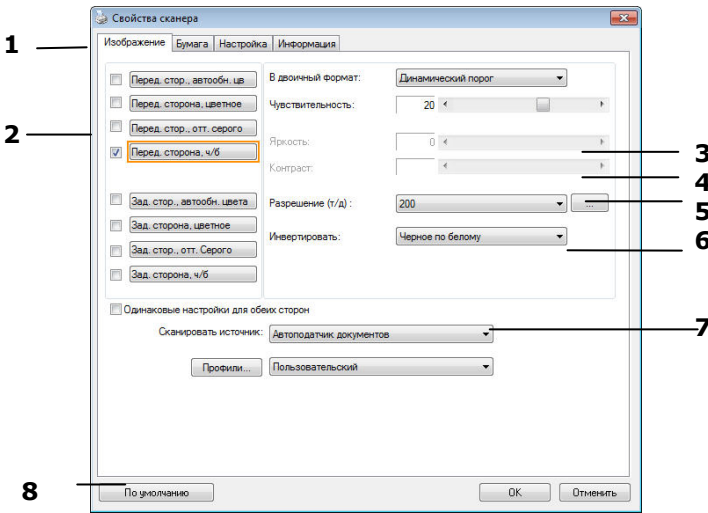 Свойства сканера
1
Изображение Бумага Настройка Информация
2
Перед. стор., автообн. цв
В двоичный формат: Динамический порог
Перед. сторона, цветное
Чувствительность: 20
Перед. стор., отт. серого
Яркость: 0
3
Перед. сторона, ч/б
Контраст:
4
Зад. стор., автообн. цвета
Разрешение (т/д) : 200 ...
5
Зад. сторона, цветное
Инвертировать: Черное по белому
6
Зад. стор., отт. Серого
Зад. сторона, ч/б
Одинаковые настройки для обеих сторон
Сканировать источник: Автоподатчик документов
7
Профили... Пользовательский
8
По умолчанию OK Отменить